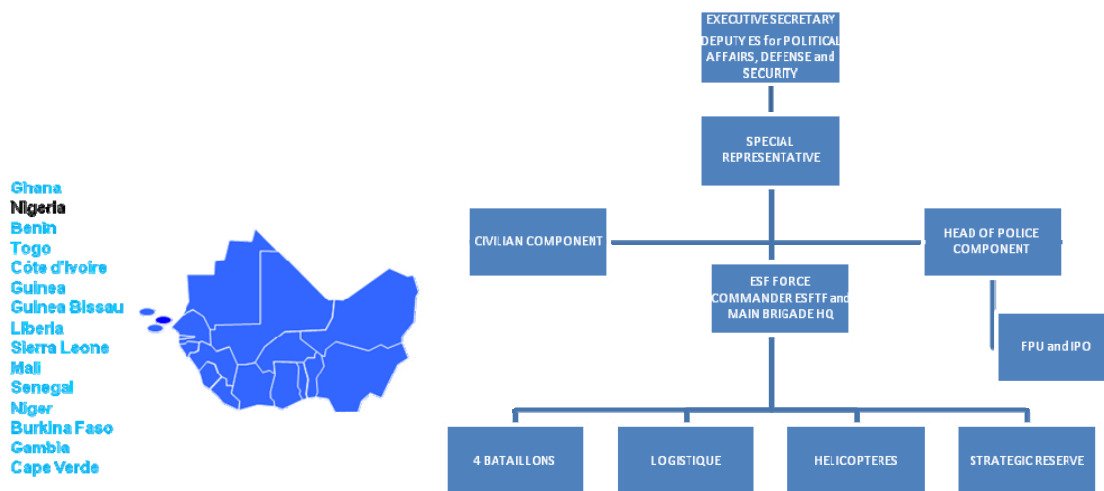 Ghana
Nigeria
Benin
Togo
Côte d'Ivoire
Guinea
Guinea Bissau
Liberia
Sierra Leone
Mali
Senegal
Niger
Burkina Faso
Gambia
Cape Verde
EXECUTIVE SECRETARY
DEPUTY ES for POLITICAL
AFFAIRS, DEFENSE and
SECURITY
SPECIAL
REPRESENTATIVE
CIVILIAN COMPONENT
HEAD OF POLICE
COMPONENT
ESF FORCE
COMMANDER ESFTF and
MAIN BRIGADE HQ
FPU and IPO
4 BATAILLONS
LOGISTIQUE
HELICOPTERES
STRATEGIC RESERVE